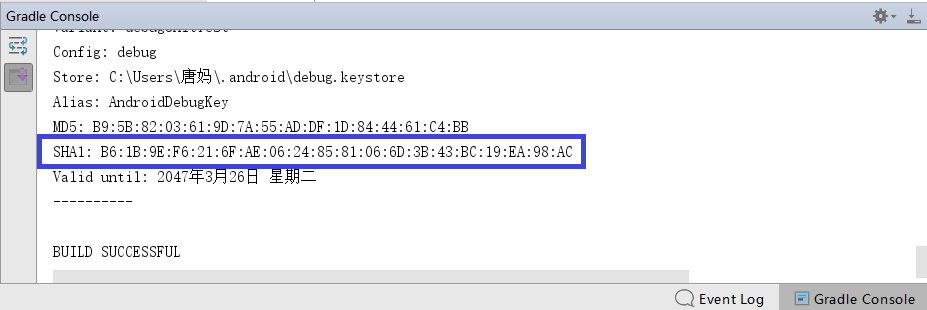 Gradle Console
Config: debug
Store: C:\Users\唐妈\.android\debug.keystore
Alias: AndroidDebugKey
MD5: B9:5B:82:03:61:9D:7A:55:AD:DF:1D:84:44:61:C4:BB
SHA1: B6:1B:9E:F6:21:6F:AE:06:24:85:81:06:6D:3B:43:BC:19:EA:98:AC
Valid until: 2047年3月26日 星期二
----------
BUILD SUCCESSFUL
Event Log
Gradle Console